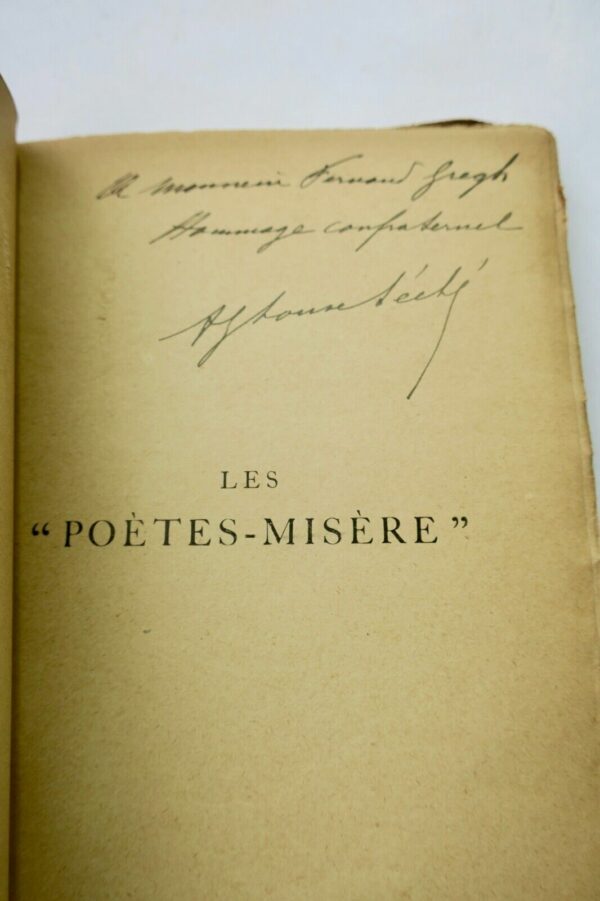 A Monsieur Fernand Gregh
Hommage confraternel
Alphonse Séché
LES
“POÈTES-MISÈRE”